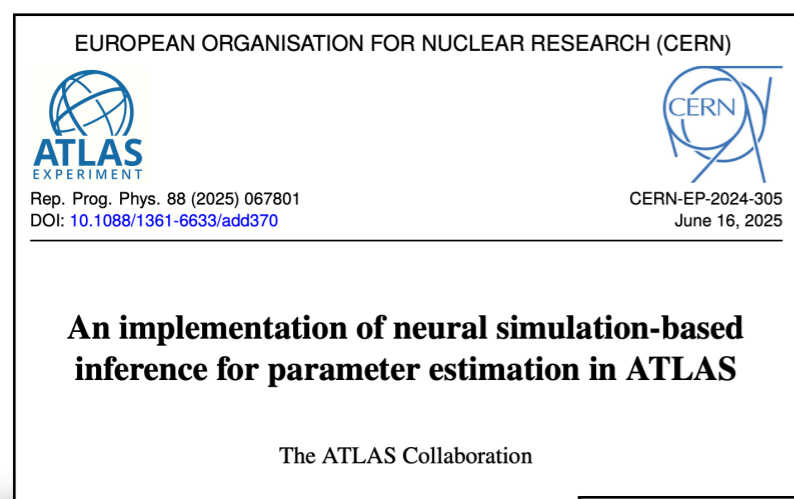 EUROPEAN ORGANISATION FOR NUCLEAR RESEARCH (CERN)
ATLAS
EXPERIMENT
CERN
Rep. Prog. Phys. 88 (2025) 067801
CERN-EP-2024-305
DOI: 10.1088/1361-6633/add370
June 16, 2025
An implementation of neural simulation-based
inference for parameter estimation in ATLAS
The ATLAS Collaboration